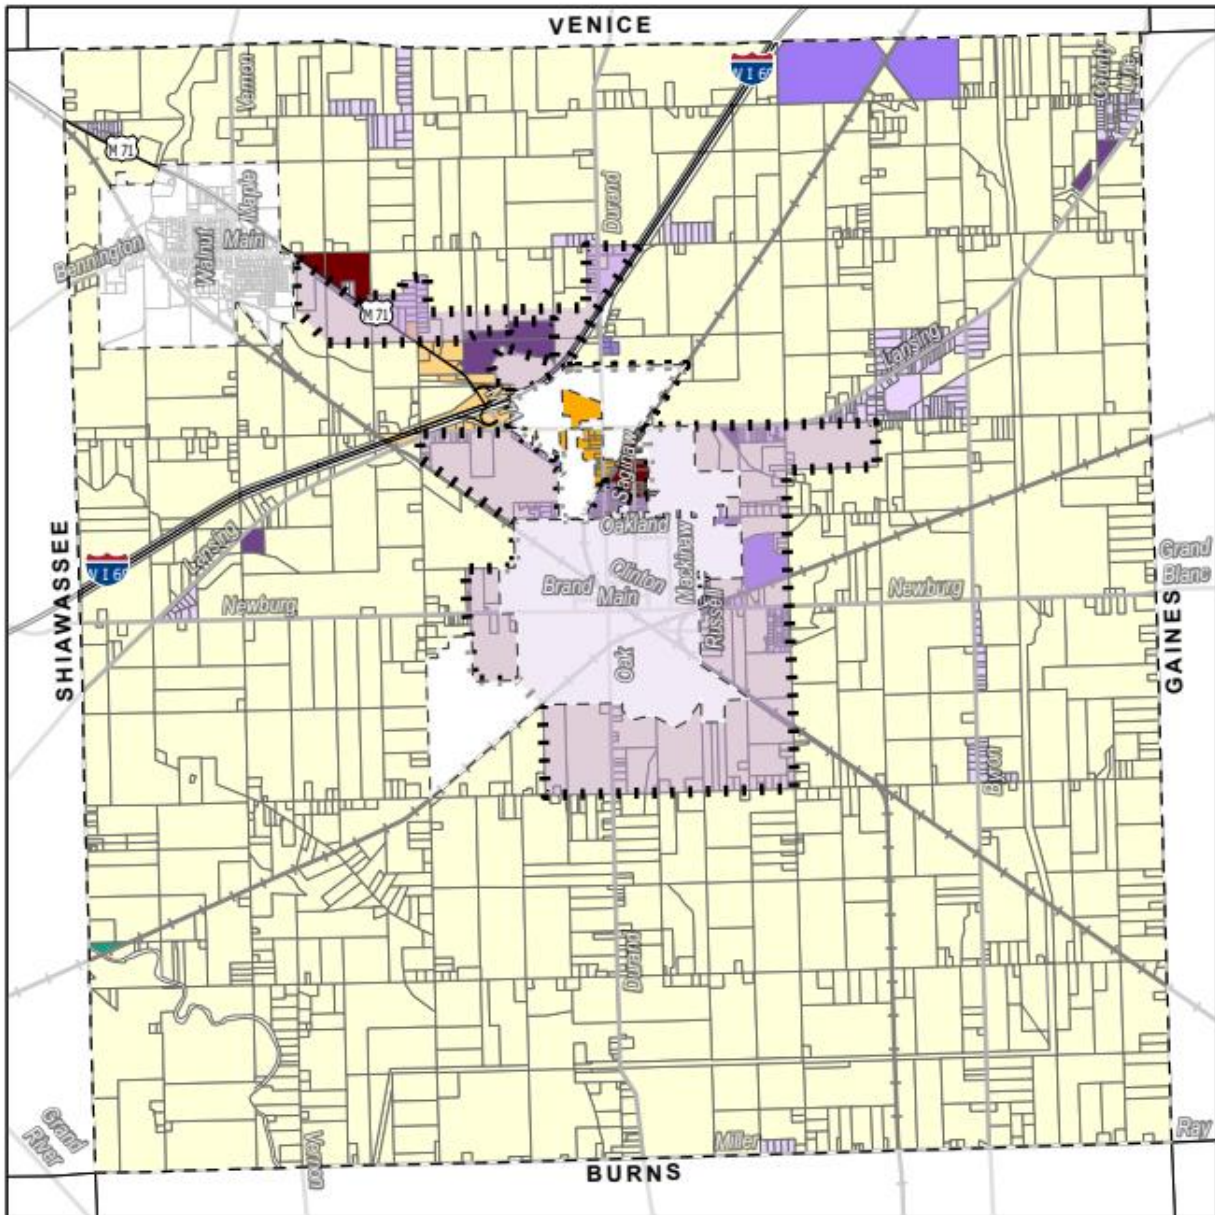 VENICE
W I 69
County
Line
Vernon
M 71
Maple
Durand
Bennington
Walnut
Main
M 71
Lansing
Saginaw
SHIAWASSEE
Oakland
Lansing
W I 69
Clinton
Mackinaw
Grand
Blanc
Brand
Main
Newburg
Newburg
Russell
GAINES
Oak
Byron
Durand
Grand
River
Vernon
Miller
Ray
BURNS